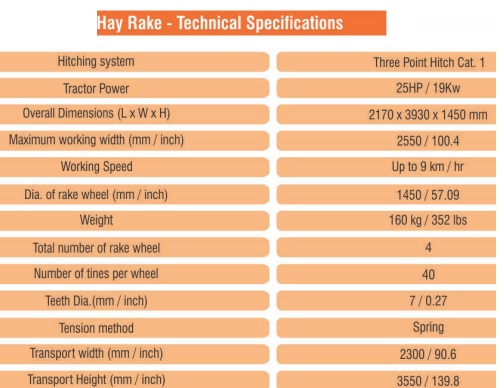 Hay Rake - Technical Specifications
Hitching system Three Point Hitch Cat. 1
Tractor Power 25HP / 19Kw
Overall Dimensions (L x W x H) 2170 x 3930 x 1450 mm
Maximum working width (mm / inch) 2550 / 100.4
Working Speed Up to 9 km / hr
Dia. of rake wheel (mm / inch) 1450 / 57.09
Weight 160 kg / 352 lbs
Total number of rake wheel 4
Number of tines per wheel 40
Teeth Dia.(mm / inch) 7 / 0.27
Tension method Spring
Transport width (mm / inch) 2300 / 90.6
Transport Height (mm / inch) 3550 / 139.8